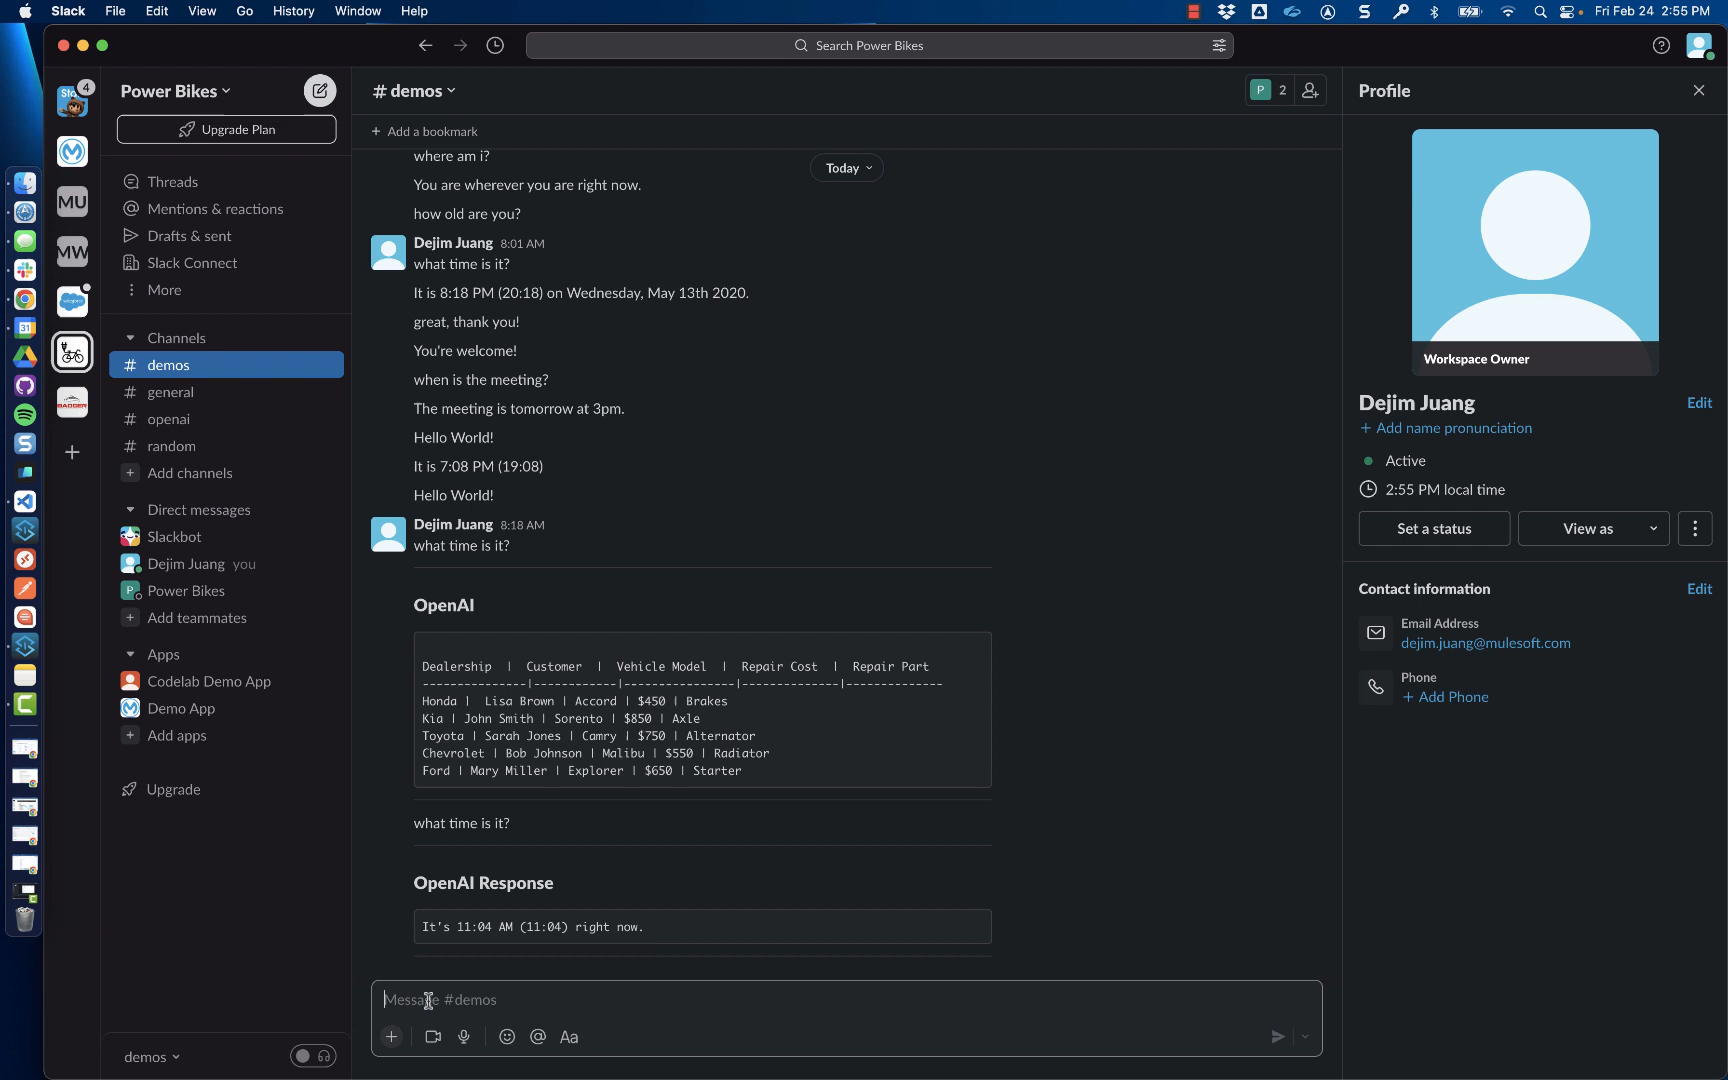 Slack File Edit View Go History Window Help
Fri Feb 24 2:55 PM
Search Power Bikes
4
MU
MW
31
BADGER
Power Bikes
Upgrade Plan
Threads
Mentions & reactions
Drafts & sent
Slack Connect
More
Channels
# demos
# general
# openai
# random
+ Add channels
Direct messages
Slackbot
Dejim Juang you
P Power Bikes
+ Add teammates
Apps
Codelab Demo App
Demo App
+ Add apps
Upgrade
demos
# demos
P 2
+ Add a bookmark
Today
where am i?
You are wherever you are right now.
how old are you?
Dejim Juang 8:01 AM
what time is it?
It is 8:18 PM (20:18) on Wednesday, May 13th 2020.
great, thank you!
You're welcome!
when is the meeting?
The meeting is tomorrow at 3pm.
Hello World!
It is 7:08 PM (19:08)
Hello World!
Dejim Juang 8:18 AM
what time is it?
OpenAI
Dealership | Customer | Vehicle Model | Repair Cost | Repair Part
---------------|------------|----------------|--------------|--------------
Honda | Lisa Brown | Accord | $450 | Brakes
Kia | John Smith | Sorento | $850 | Axle
Toyota | Sarah Jones | Camry | $750 | Alternator
Chevrolet | Bob Johnson | Malibu | $550 | Radiator
Ford | Mary Miller | Explorer | $650 | Starter
what time is it?
OpenAI Response
It's 11:04 AM (11:04) right now.
Message #demos
Aa
Profile
Workspace Owner
Dejim Juang
Edit
+ Add name pronunciation
Active
2:55 PM local time
Set a status
View as
Contact information
Edit
Email Address
dejim.juang@mulesoft.com
Phone
+ Add Phone